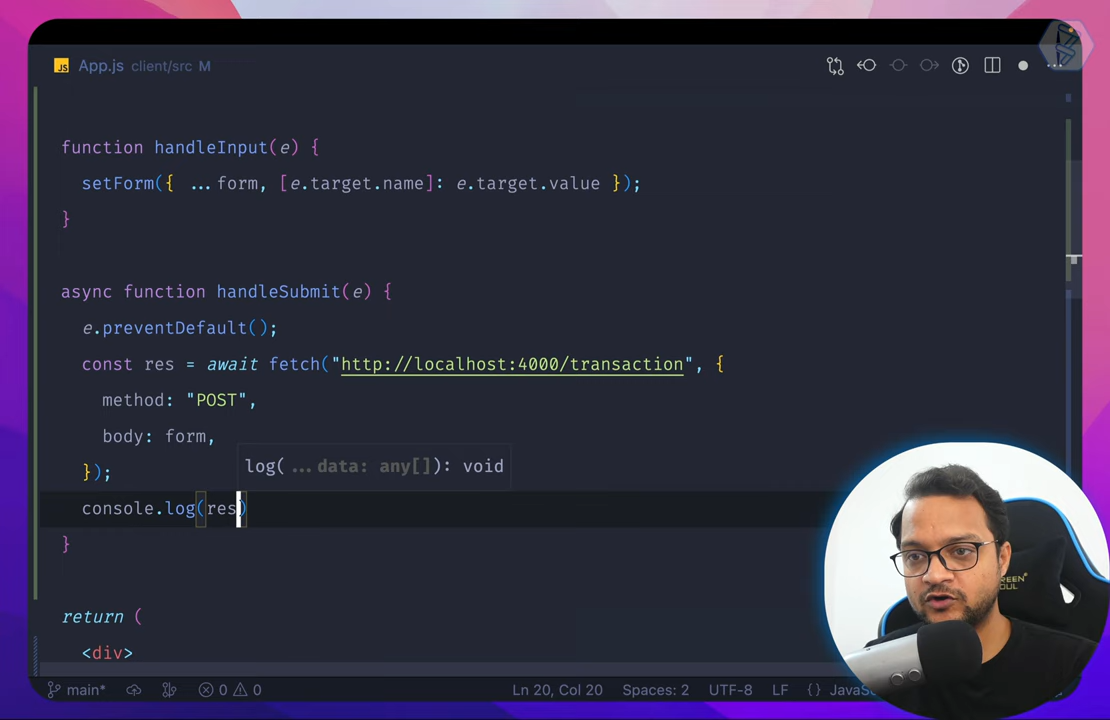 JS App.js client/src M
function handleInput(e) {
setForm({ ...form, [e.target.name]: e.target.value });
}
async function handleSubmit(e) {
e.preventDefault();
const res = await fetch("http://localhost:4000/transaction", {
method: "POST",
body: form,
log(...data: any[]): void
});
console.log(res)
}
return (
<div>
main* 0 0 Ln 20, Col 20 Spaces: 2 UTF-8 LF {}